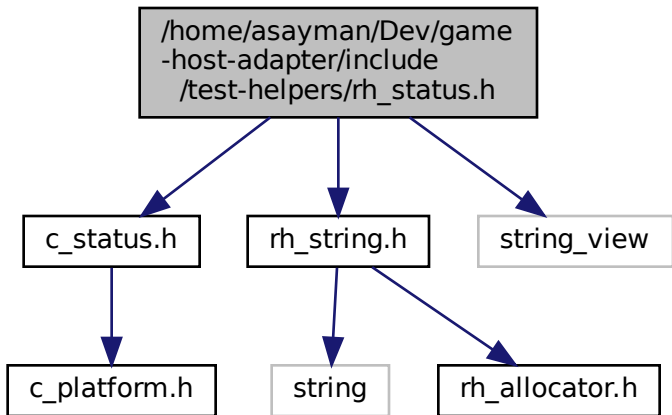 /home/asayman/Dev/game
-host-adapter/include
/test-helpers/rh_status.h
c_status.h
rh_string.h
string_view
c_platform.h
string
rh_allocator.h